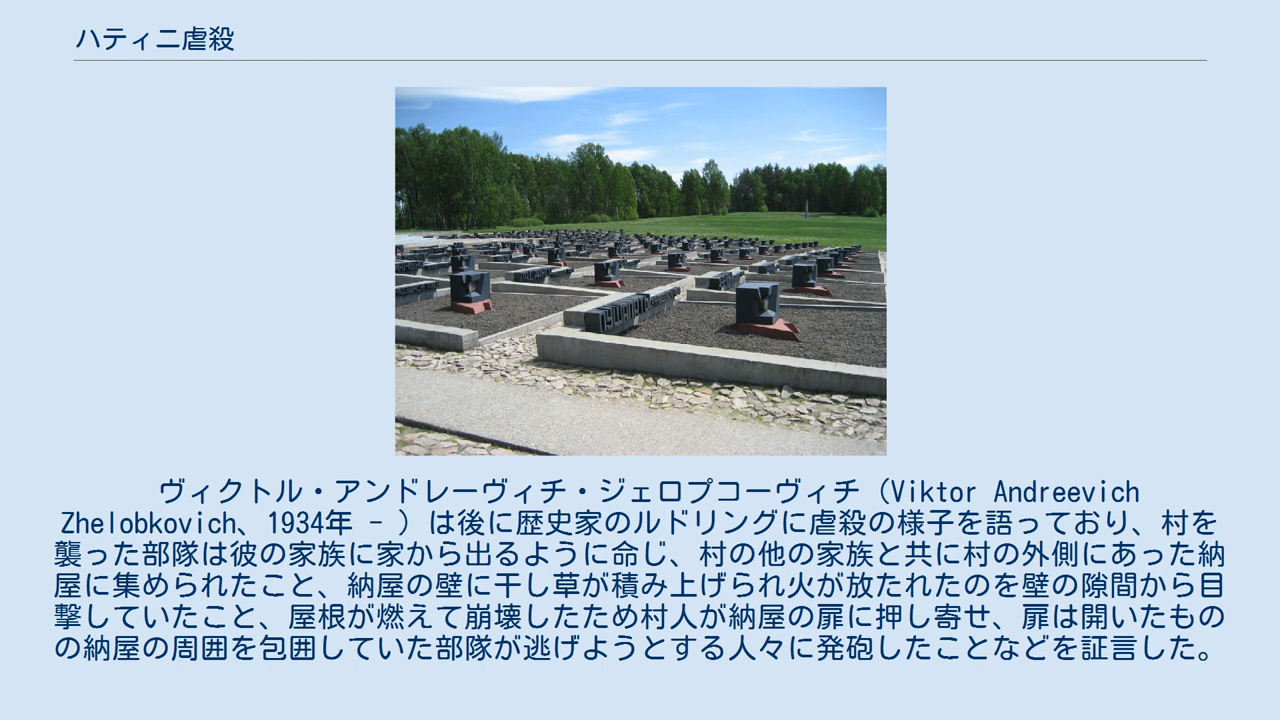 ハティニ虐殺
ヴィクトル・アンドレーヴィチ・ジェロプコーヴィチ（Viktor Andreevich
Zhelobkovich、1934年 - ）は後に歴史家のルドリングに虐殺の様子を語っており、村を
襲った部隊は彼の家族に家から出るように命じ、村の他の家族と共に村の外側にあった納
屋に集められたこと、納屋の壁に干し草が積み上げられ火が放たれたのを壁の隙間から目
撃していたこと、屋根が燃えて崩壊したため村人が納屋の扉に押し寄せ、扉は開いたもの
の納屋の周囲を包囲していた部隊が逃げようとする人々に発砲したことなどを証言した。